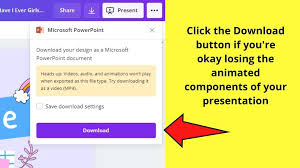 Have I Ever Girls...
Present
Microsoft PowerPoint
Download your design as a Microsoft
PowerPoint document
Heads up: Videos, audio, and animations won't
play when exported as this file type. Try downloading it
as a video (MP4).
Save download settings
Download
Click the Download
button if you're
okay losing the
animated
components of your
presentation